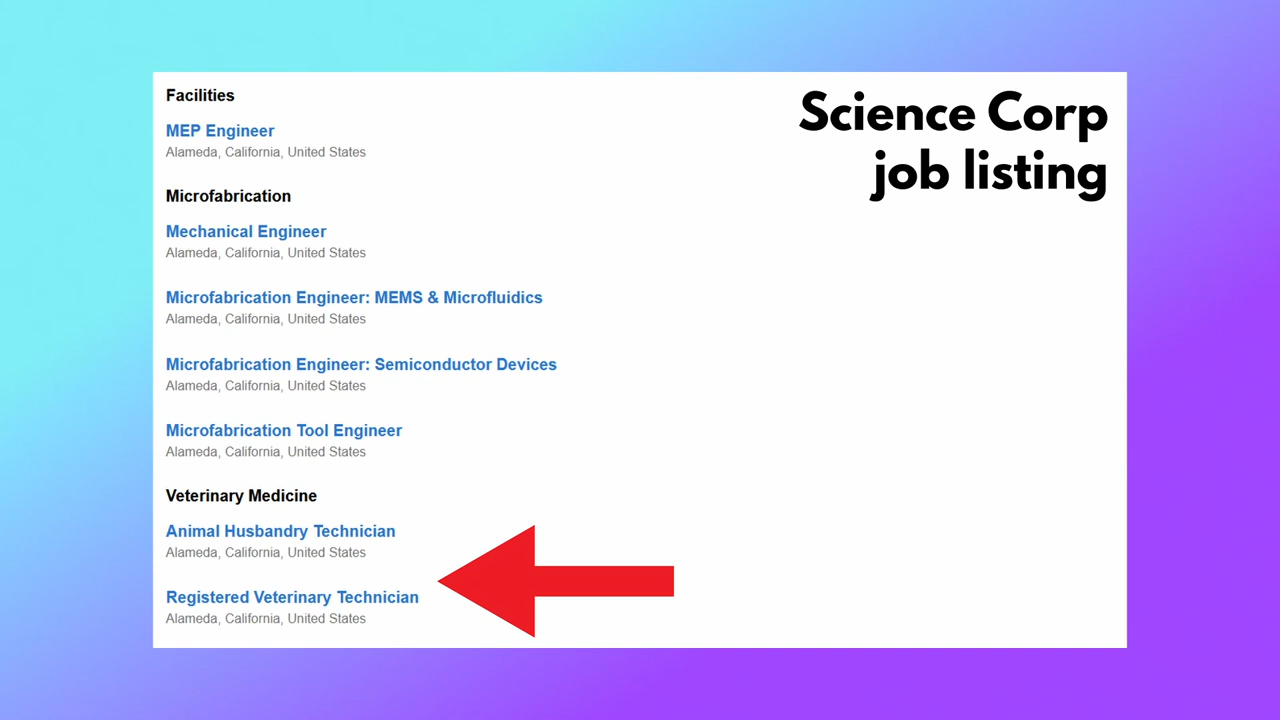 Science Corp
job listing
Facilities
MEP Engineer
Alameda, California, United States
Microfabrication
Mechanical Engineer
Alameda, California, United States
Microfabrication Engineer: MEMS & Microfluidics
Alameda, California, United States
Microfabrication Engineer: Semiconductor Devices
Alameda, California, United States
Microfabrication Tool Engineer
Alameda, California, United States
Veterinary Medicine
Animal Husbandry Technician
Alameda, California, United States
Registered Veterinary Technician
Alameda, California, United States